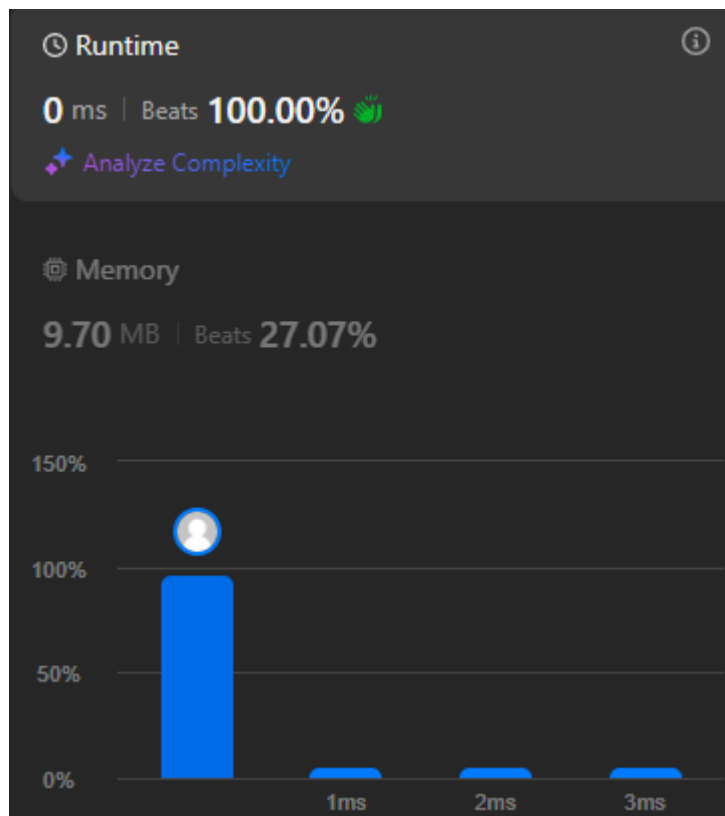 Runtime
0 ms | Beats 100.00%
Analyze Complexity
Memory
9.70 MB | Beats 27.07%
150%
100%
50%
0%
1ms 2ms 3ms